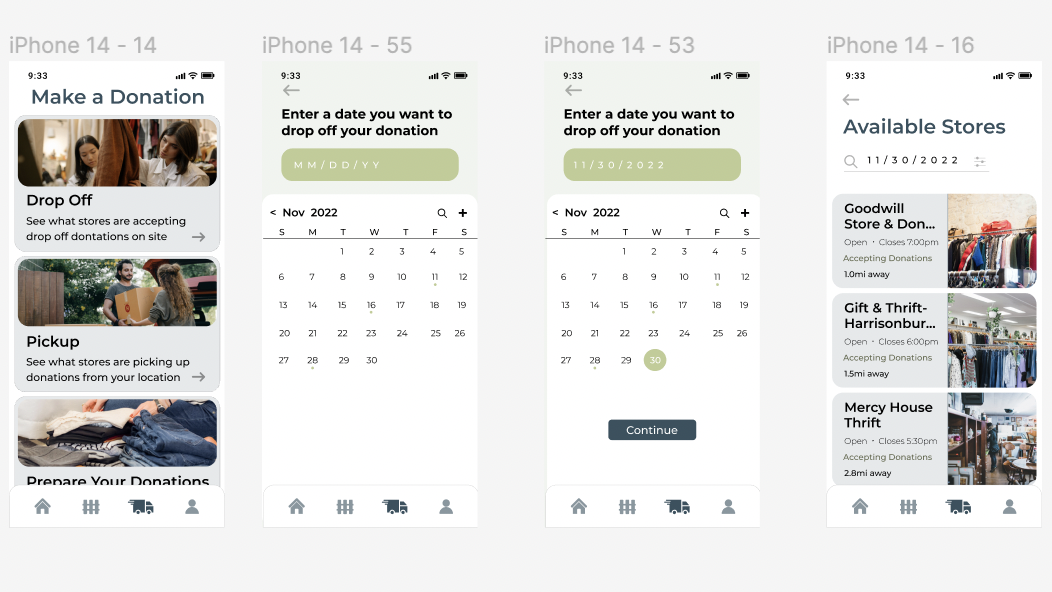 iPhone 14 - 14
9:33
Make a Donation
Drop Off
See what stores are accepting
drop off dontations on site
Pickup
See what stores are picking up
donations from your location
Prepare Your Donations
iPhone 14 - 55
9:33
Enter a date you want to
drop off your donation
MM/DD/YY
< Nov 2022 +
S M T W T F S
1 2 3 4 5
6 7 8 9 10 11 12
13 14 15 16 17 18 19
20 21 22 23 24 25 26
27 28 29 30
iPhone 14 - 53
9:33
Enter a date you want to
drop off your donation
11/30/2022
< Nov 2022 +
S M T W T F S
1 2 3 4 5
6 7 8 9 10 11 12
13 14 15 16 17 18 19
20 21 22 23 24 25 26
27 28 29 30
Continue
iPhone 14 - 16
9:33
Available Stores
11/30/2022
Goodwill
Store & Don...
Open · Closes 7:00pm
Accepting Donations
1.0mi away
Gift & Thrift-
Harrisonbur...
Open · Closes 6:00pm
Accepting Donations
1.5mi away
Mercy House
Thrift
Open · Closes 5:30pm
Accepting Donations
2.8mi away